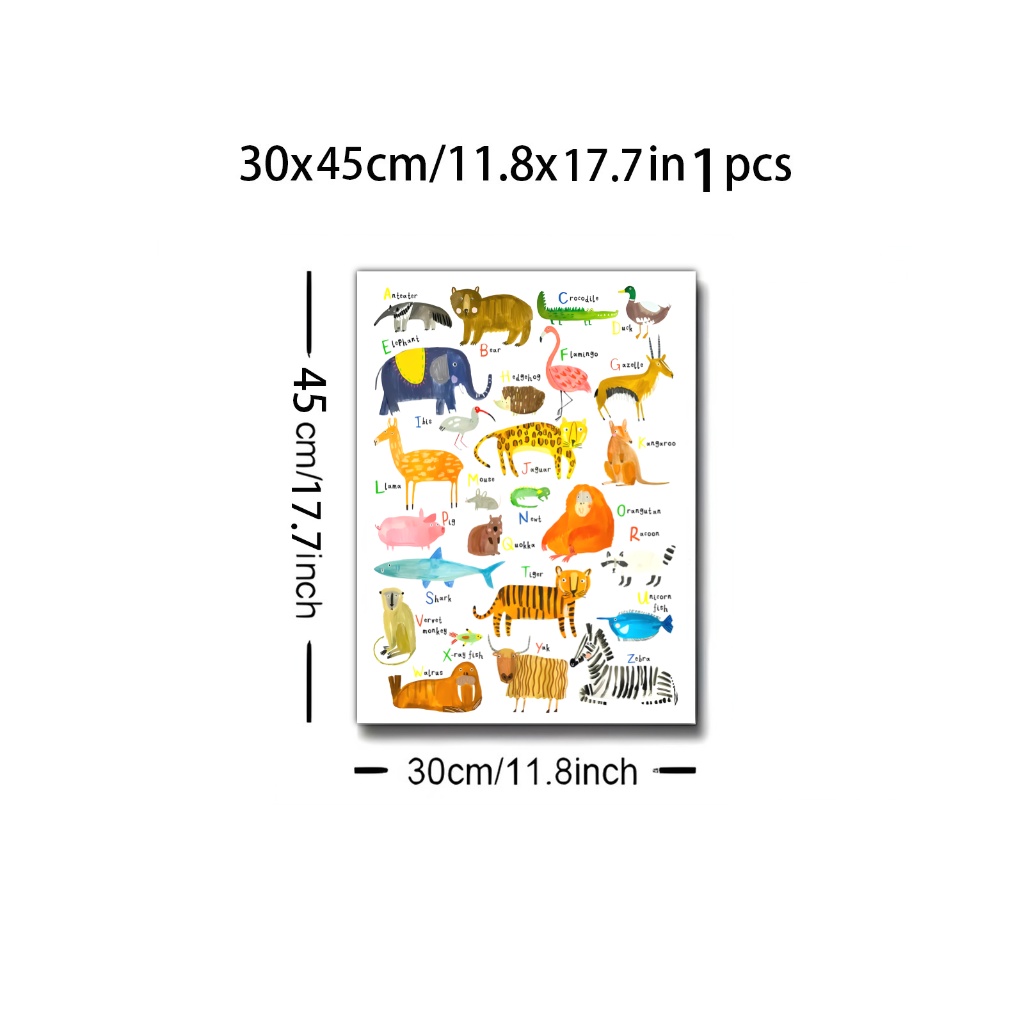 30x45cm/11.8x17.7in 1 pcs
45 cm/17.7inch
Anteater
Crocodile
Duck
Elephant
Bear
Flamingo
Gazelle
Hedgehog
Ibis
Kangaroo
Jaguar
Llama
Mouse
Newt
Orangutan
Pig
Quokka
Racoon
Shark
Tiger
Unicorn
fish
Vervet
monkey
X-ray fish
Yak
Zebra
Walrus
30cm/11.8inch